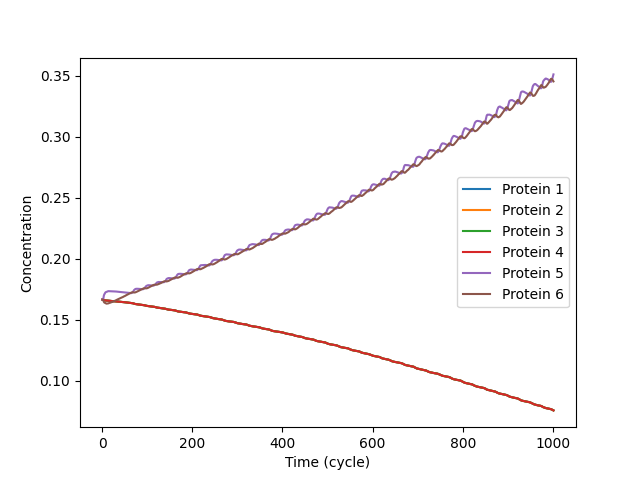 0.35
0.30
0.25
0.20
0.15
0.10
Concentration
Protein 1
Protein 2
Protein 3
Protein 4
Protein 5
Protein 6
0 200 400 600 800 1000
Time (cycle)